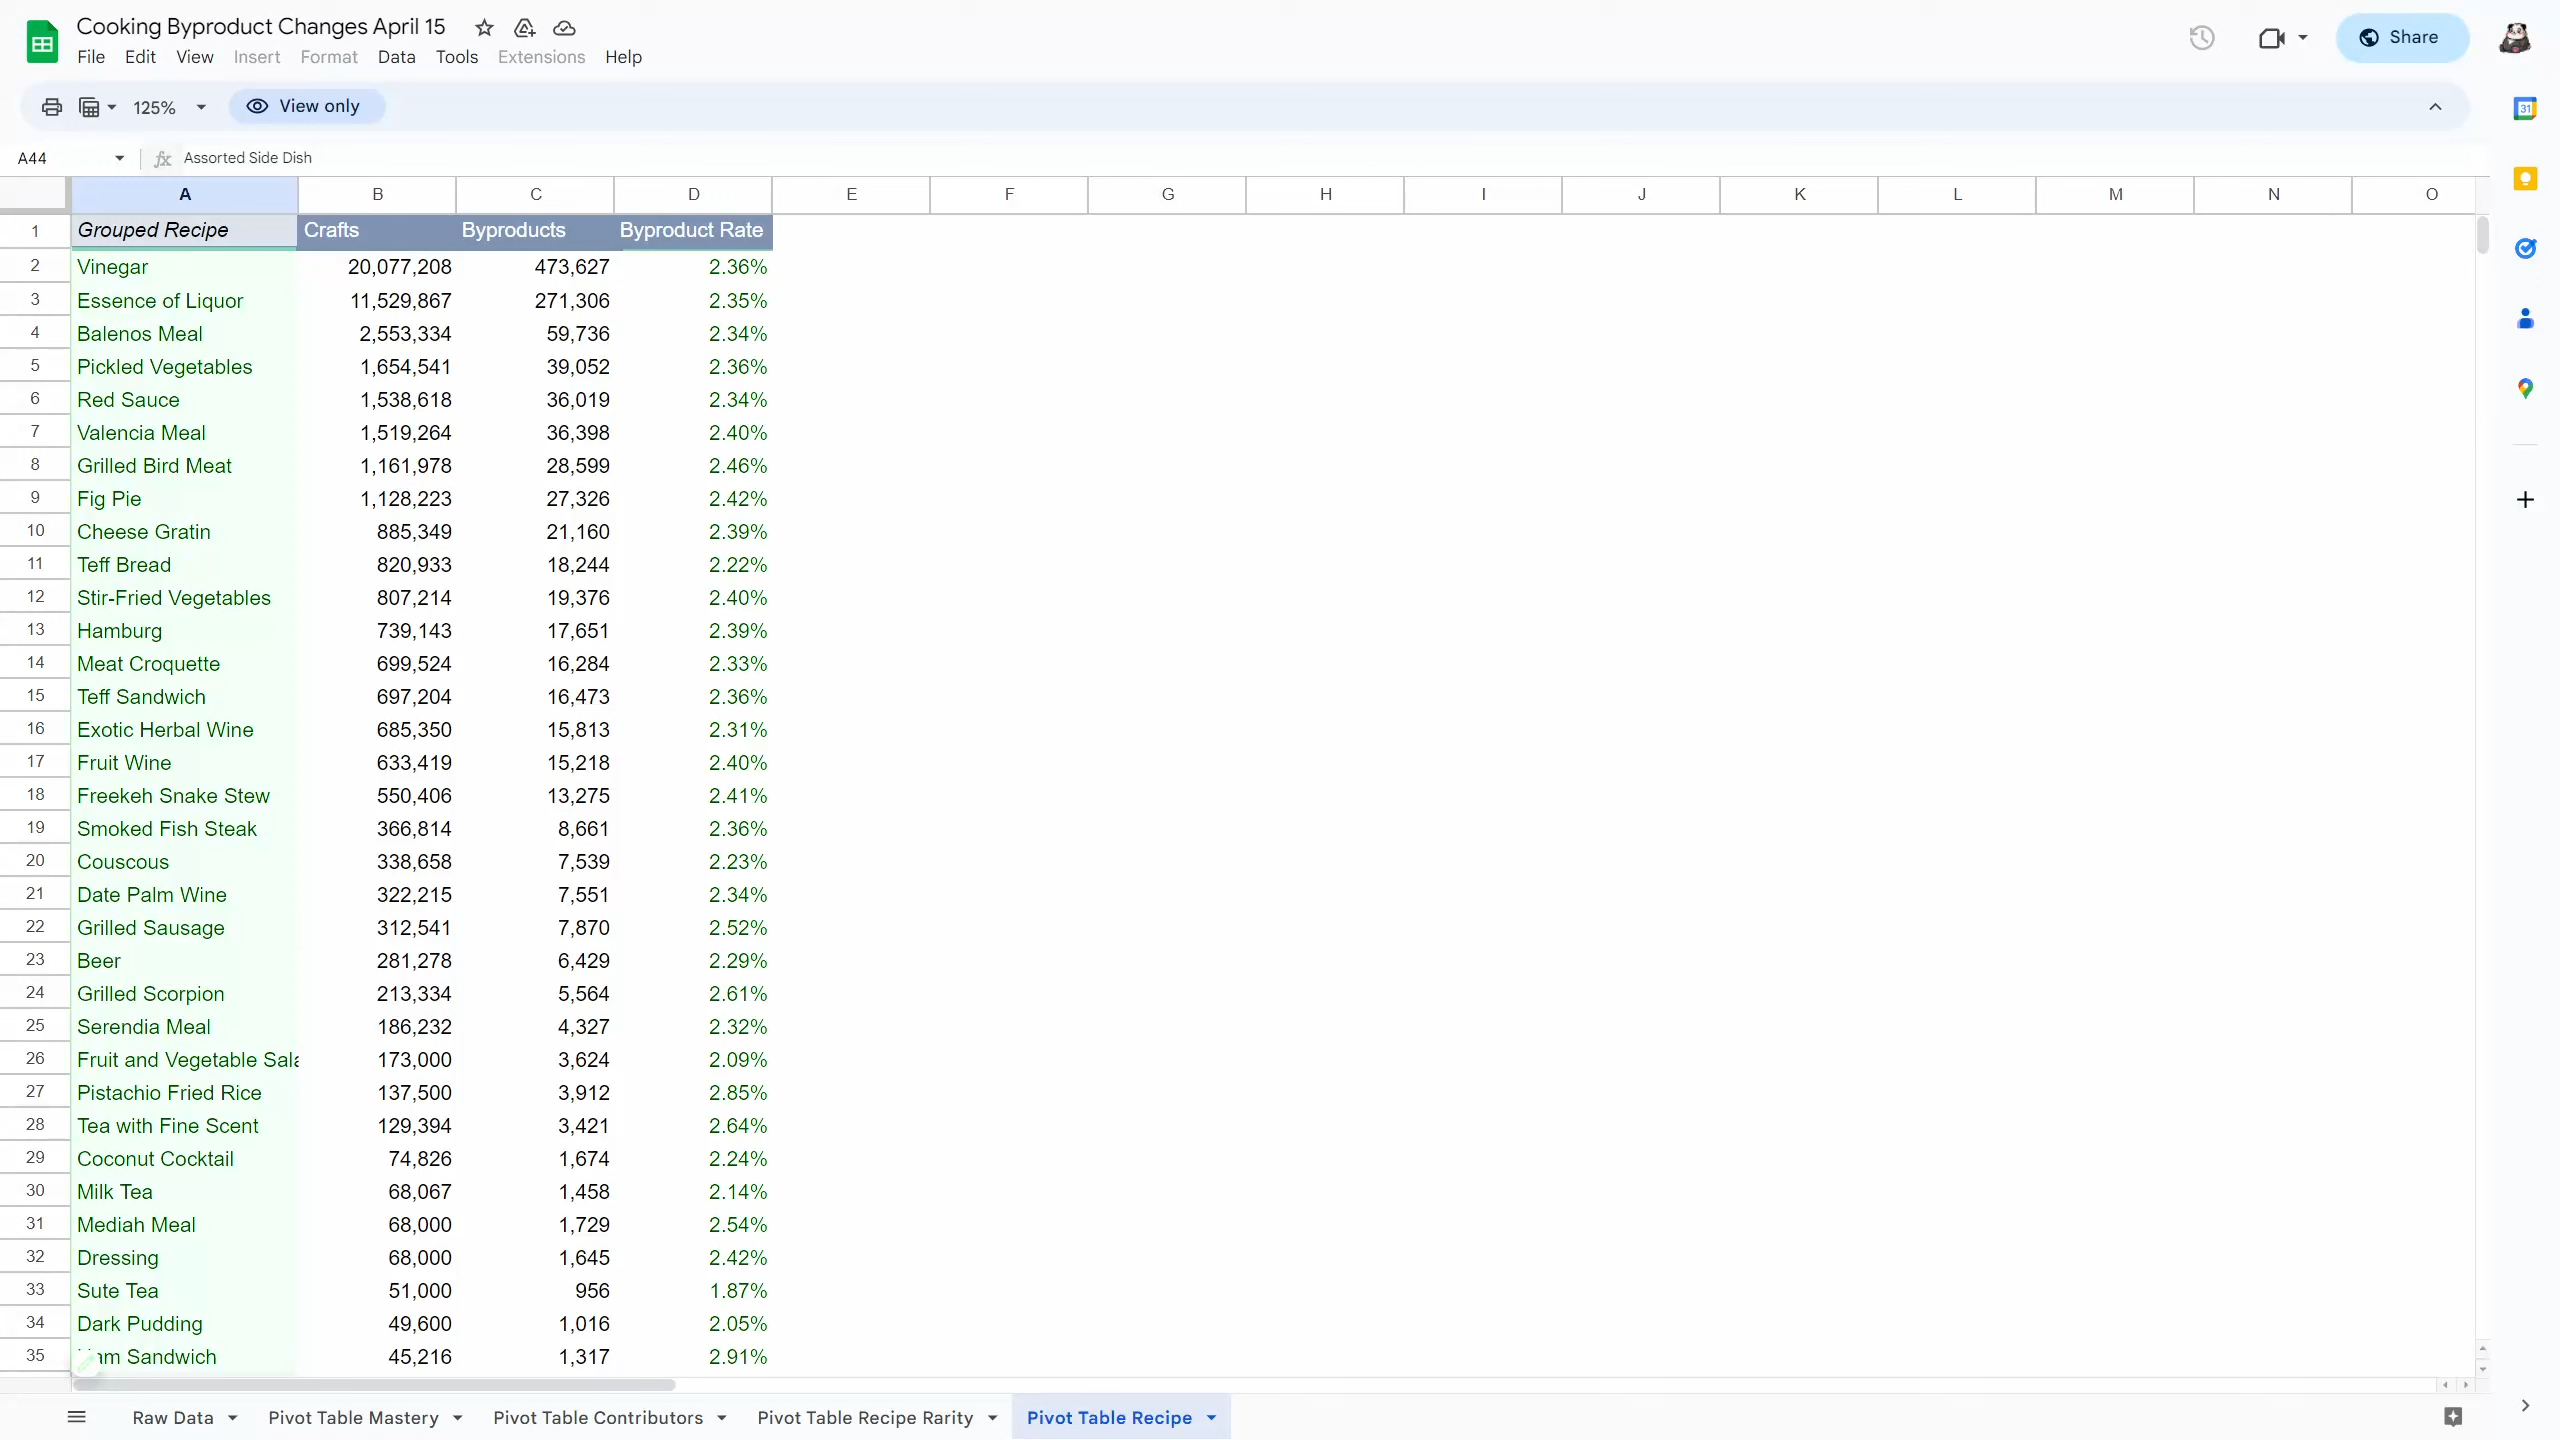 Cooking Byproduct Changes April 15
File Edit View Insert Format Data Tools Extensions Help
Share
125% View only
31
A44 fx Assorted Side Dish
A B C D E F G H I J K L M N O
1 Grouped Recipe Crafts Byproducts Byproduct Rate
2 Vinegar 20,077,208 473,627 2.36%
3 Essence of Liquor 11,529,867 271,306 2.35%
4 Balenos Meal 2,553,334 59,736 2.34%
5 Pickled Vegetables 1,654,541 39,052 2.36%
6 Red Sauce 1,538,618 36,019 2.34%
7 Valencia Meal 1,519,264 36,398 2.40%
8 Grilled Bird Meat 1,161,978 28,599 2.46%
9 Fig Pie 1,128,223 27,326 2.42%
10 Cheese Gratin 885,349 21,160 2.39%
11 Teff Bread 820,933 18,244 2.22%
12 Stir-Fried Vegetables 807,214 19,376 2.40%
13 Hamburg 739,143 17,651 2.39%
14 Meat Croquette 699,524 16,284 2.33%
15 Teff Sandwich 697,204 16,473 2.36%
16 Exotic Herbal Wine 685,350 15,813 2.31%
17 Fruit Wine 633,419 15,218 2.40%
18 Freekeh Snake Stew 550,406 13,275 2.41%
19 Smoked Fish Steak 366,814 8,661 2.36%
20 Couscous 338,658 7,539 2.23%
21 Date Palm Wine 322,215 7,551 2.34%
22 Grilled Sausage 312,541 7,870 2.52%
23 Beer 281,278 6,429 2.29%
24 Grilled Scorpion 213,334 5,564 2.61%
25 Serendia Meal 186,232 4,327 2.32%
26 Fruit and Vegetable Sala 173,000 3,624 2.09%
27 Pistachio Fried Rice 137,500 3,912 2.85%
28 Tea with Fine Scent 129,394 3,421 2.64%
29 Coconut Cocktail 74,826 1,674 2.24%
30 Milk Tea 68,067 1,458 2.14%
31 Mediah Meal 68,000 1,729 2.54%
32 Dressing 68,000 1,645 2.42%
33 Sute Tea 51,000 956 1.87%
34 Dark Pudding 49,600 1,016 2.05%
35 am Sandwich 45,216 1,317 2.91%
Raw Data Pivot Table Mastery Pivot Table Contributors Pivot Table Recipe Rarity Pivot Table Recipe